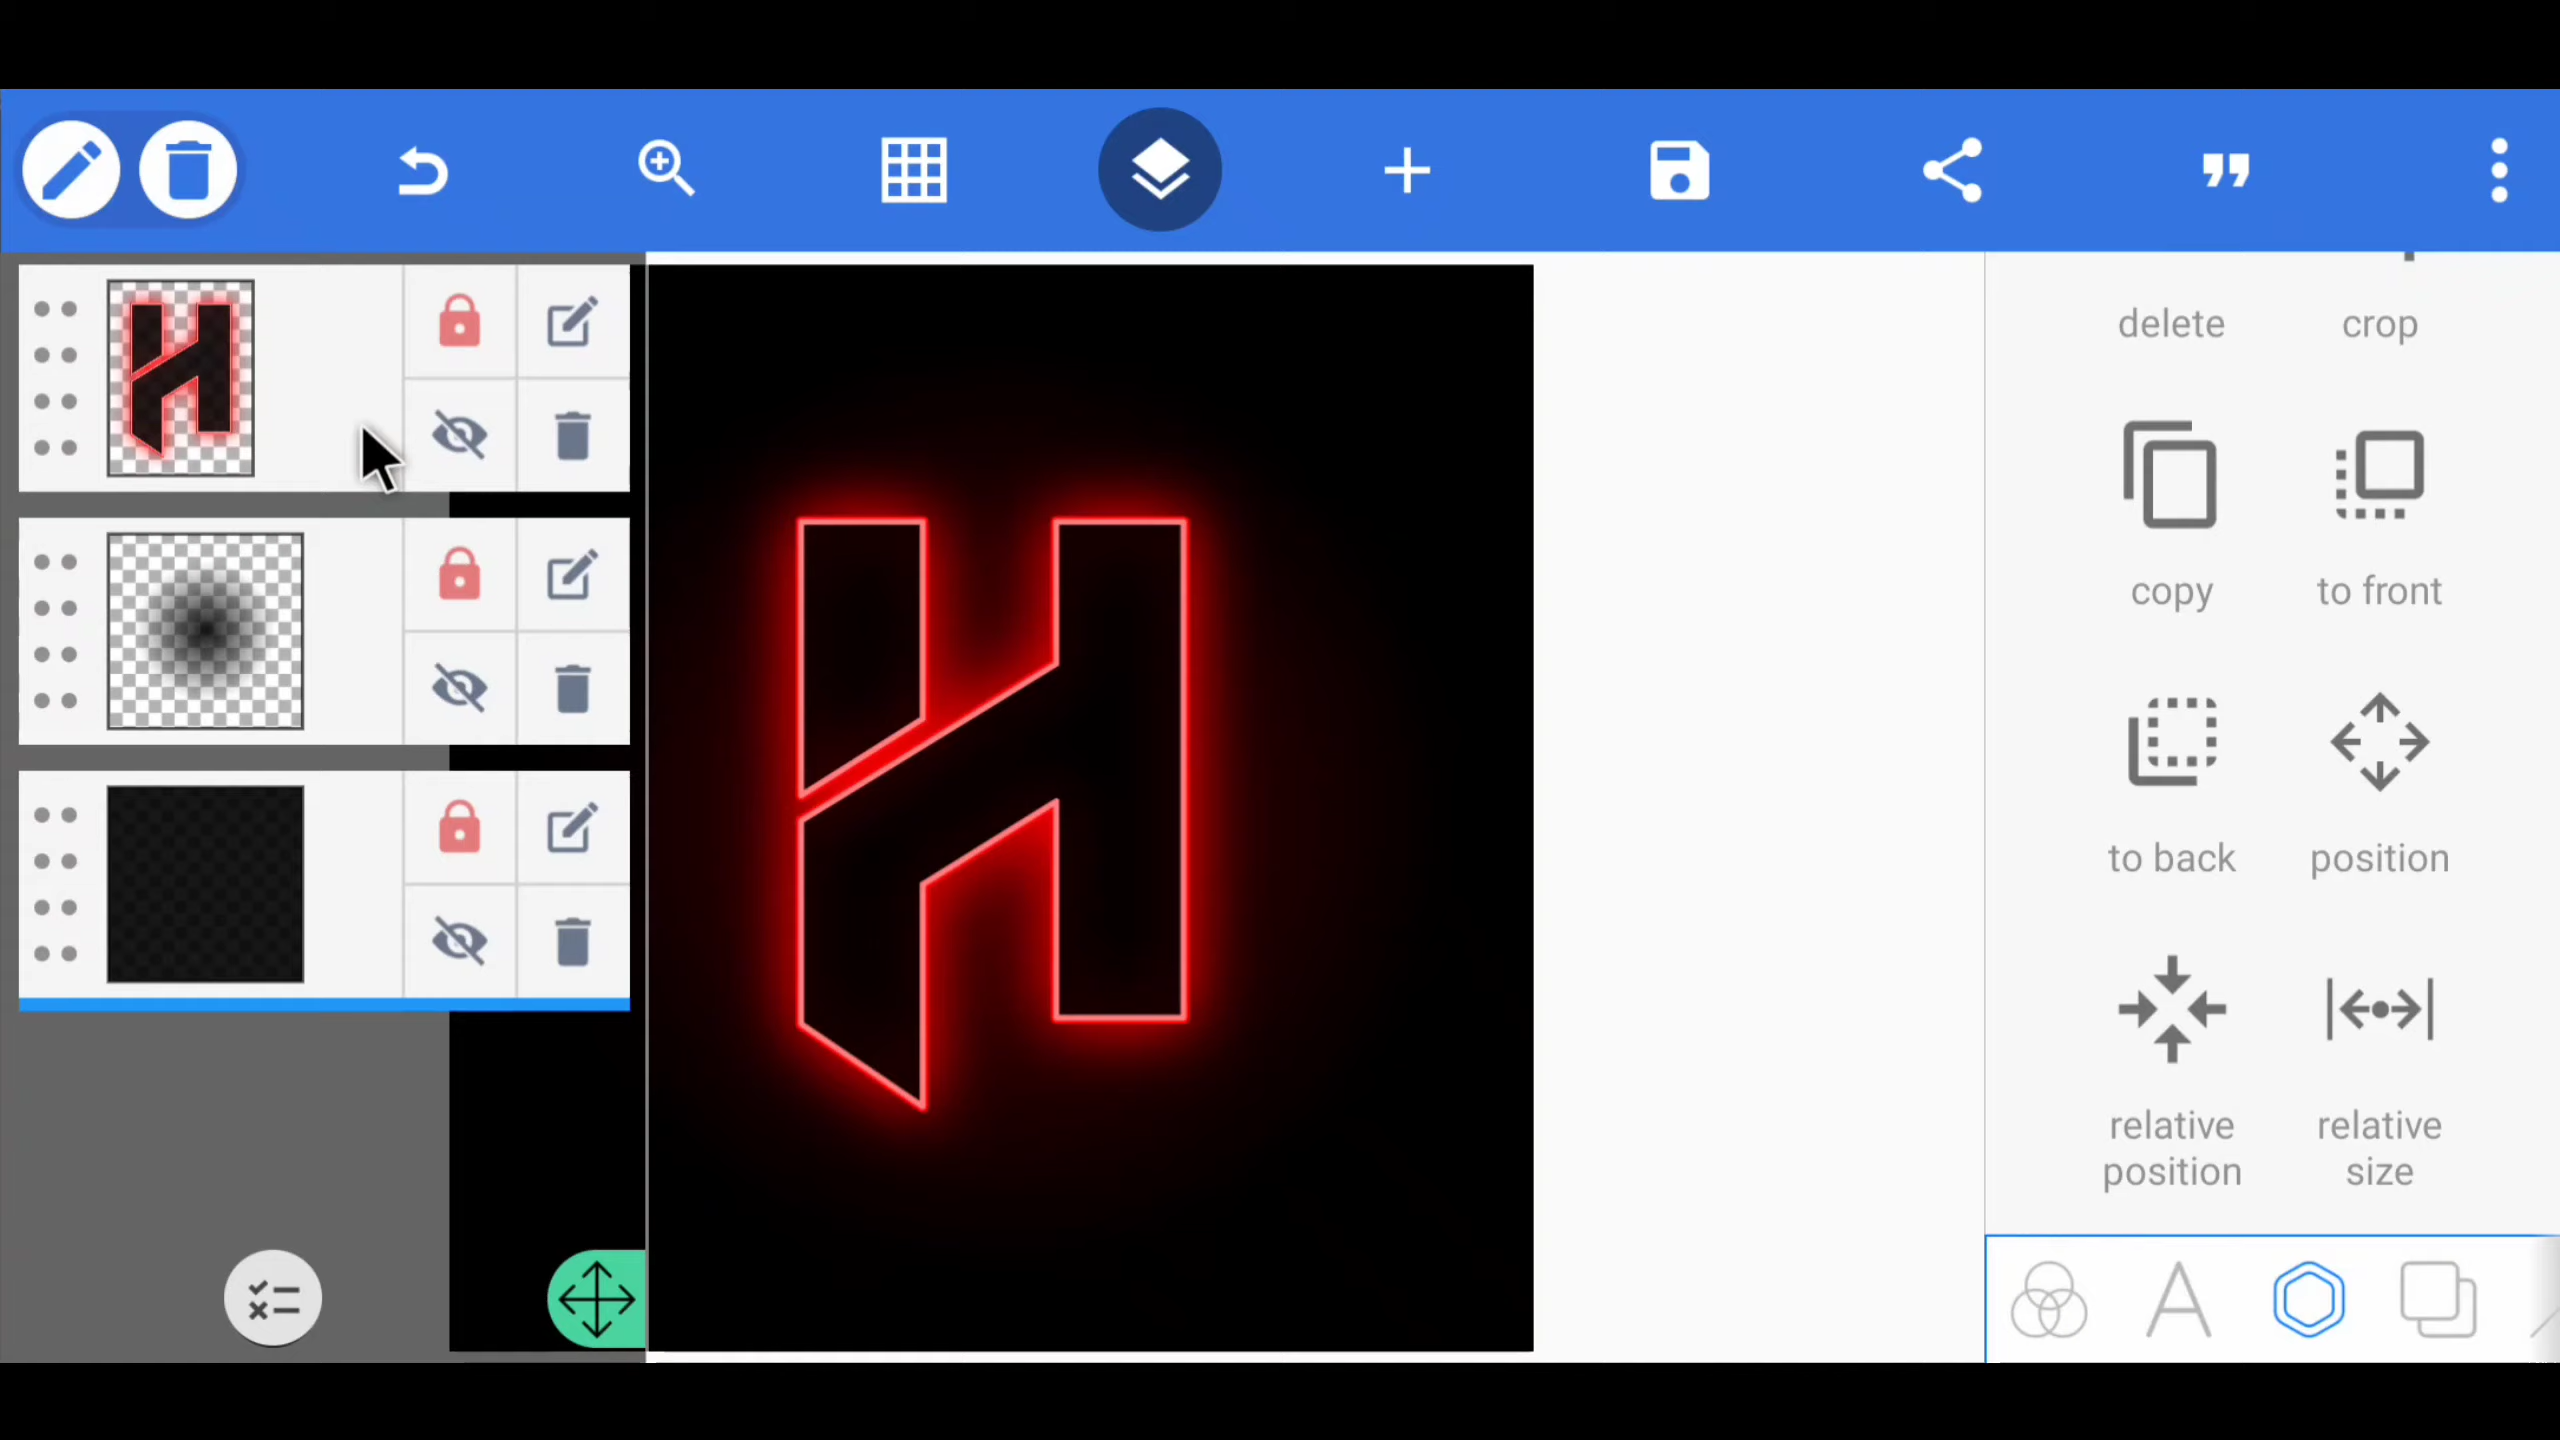 H
delete
crop
copy
to front
to back
position
relative
position
relative
size
A